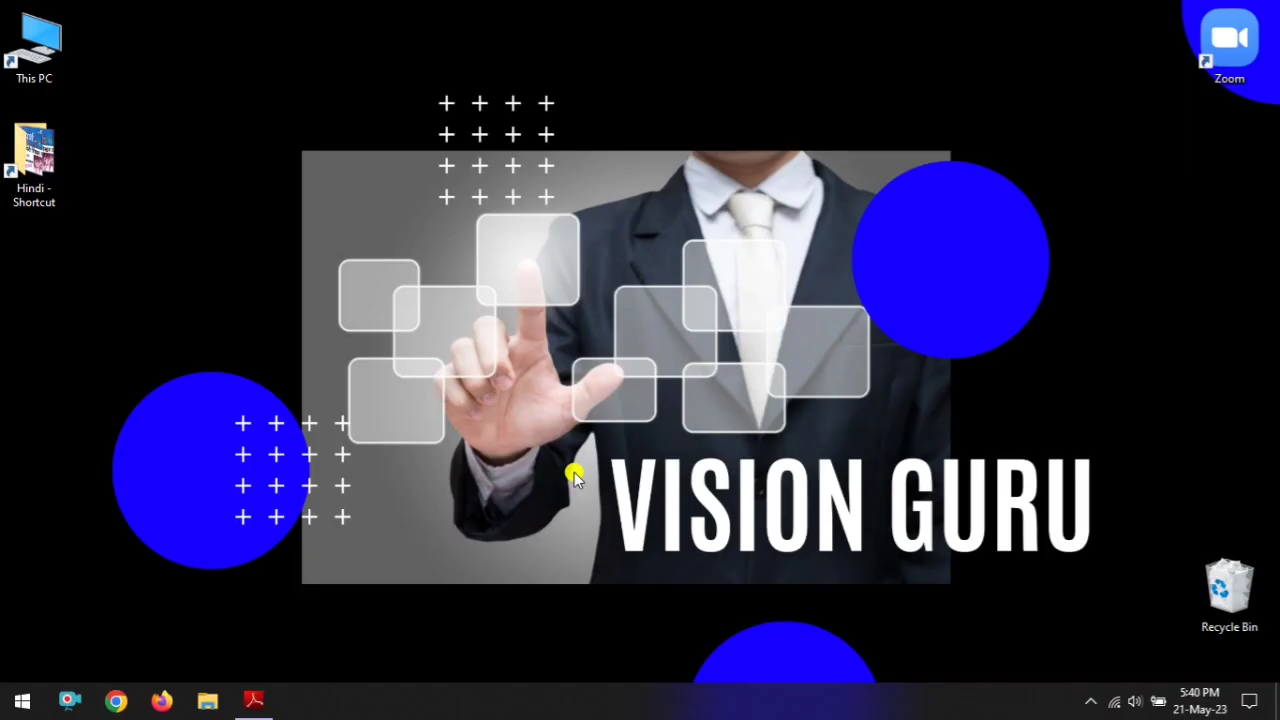 This PC
Zoom
Hindi -
Shortcut
VISION GURU
Recycle Bin
5:40 PM
21-May-23